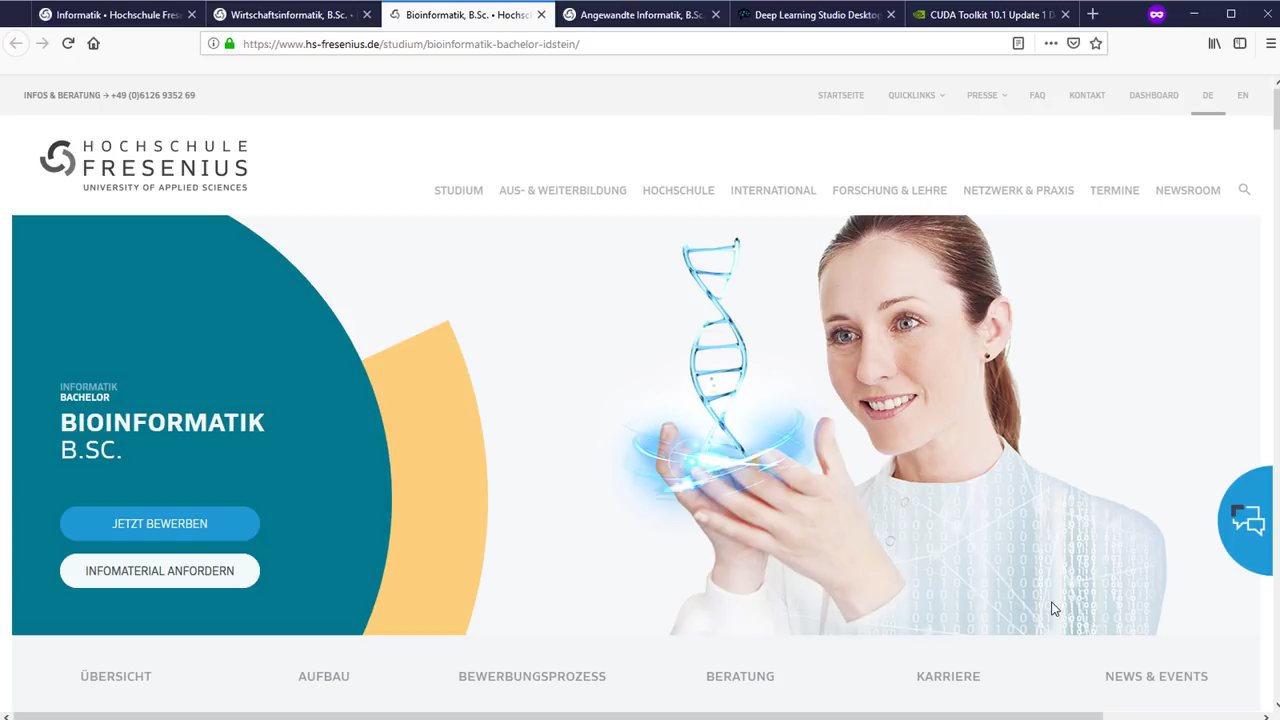 Informatik • Hochschule Frese
Wirtschaftsinformatik, B.Sc. •
Bioinformatik, B.Sc. • Hochsc
Angewandte Informatik, B.Sc.
Deep Learning Studio Desktop
CUDA Toolkit 10.1 Update 1 D
https://www.hs-fresenius.de/studium/bioinformatik-bachelor-idstein/
INFOS & BERATUNG → +49 (0)6126 9352 69
STARTSEITE QUICKLINKS PRESSE FAQ KONTAKT DASHBOARD DE EN
HOCHSCHULE
FRESENIUS
UNIVERSITY OF APPLIED SCIENCES
STUDIUM AUS- & WEITERBILDUNG HOCHSCHULE INTERNATIONAL FORSCHUNG & LEHRE NETZWERK & PRAXIS TERMINE NEWSROOM
INFORMATIK
BACHELOR
BIOINFORMATIK
B.SC.
JETZT BEWERBEN
INFOMATERIAL ANFORDERN
ÜBERSICHT AUFBAU BEWERBUNGSPROZESS BERATUNG KARRIERE NEWS & EVENTS